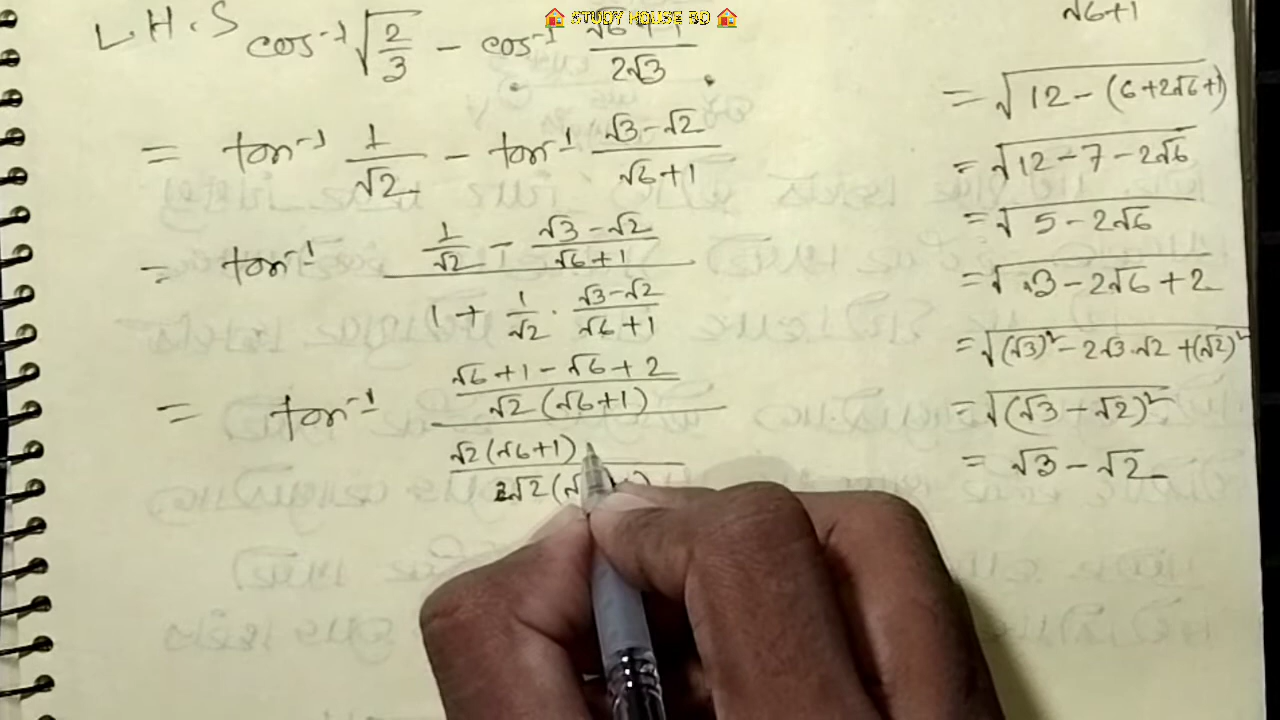 🏠 STUDY HOUSE BD 🏠
L.H.S cos⁻¹ √(2/3) − cos⁻¹ (√6+1)/(2√3) .
= tan⁻¹ 1/√2 − tan⁻¹ (√3−√2)/(√6+1)
= tan⁻¹ (1/√2 − (√3−√2)/(√6+1)) / (1 + 1/√2 · (√3−√2)/(√6+1))
= tan⁻¹ ((√6+1−√6+2)/(√2(√6+1))) / ((√2(√6+1))/(√2(
√6+1
= √(12−(6+2√6+1)
= √(12−7−2√6
= √(5−2√6
= √(3−2√6+2
= √((√3)²−2√3·√2+(√2)²
= √((√3−√2)²
= √3−√2